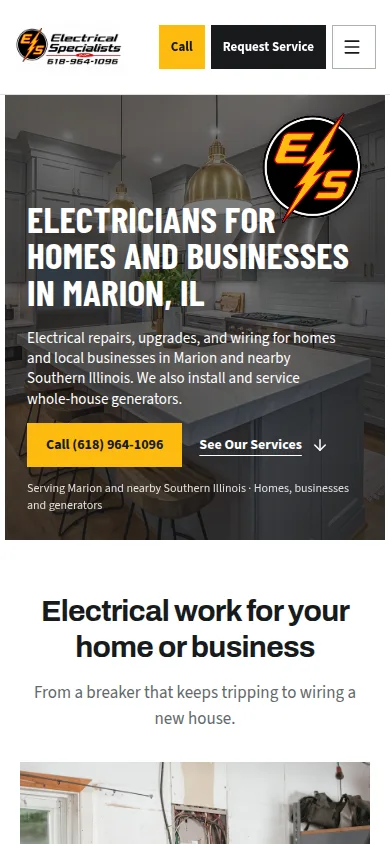 ES Electrical
Specialists
618-964-1096
Call
Request Service
ES
ELECTRICIANS FOR
HOMES AND BUSINESSES
IN MARION, IL
Electrical repairs, upgrades, and wiring for homes
and local businesses in Marion and nearby
Southern Illinois. We also install and service
whole-house generators.
Call (618) 964-1096
See Our Services ↓
Serving Marion and nearby Southern Illinois · Homes, businesses
and generators
Electrical work for your
home or business
From a breaker that keeps tripping to wiring a
new house.